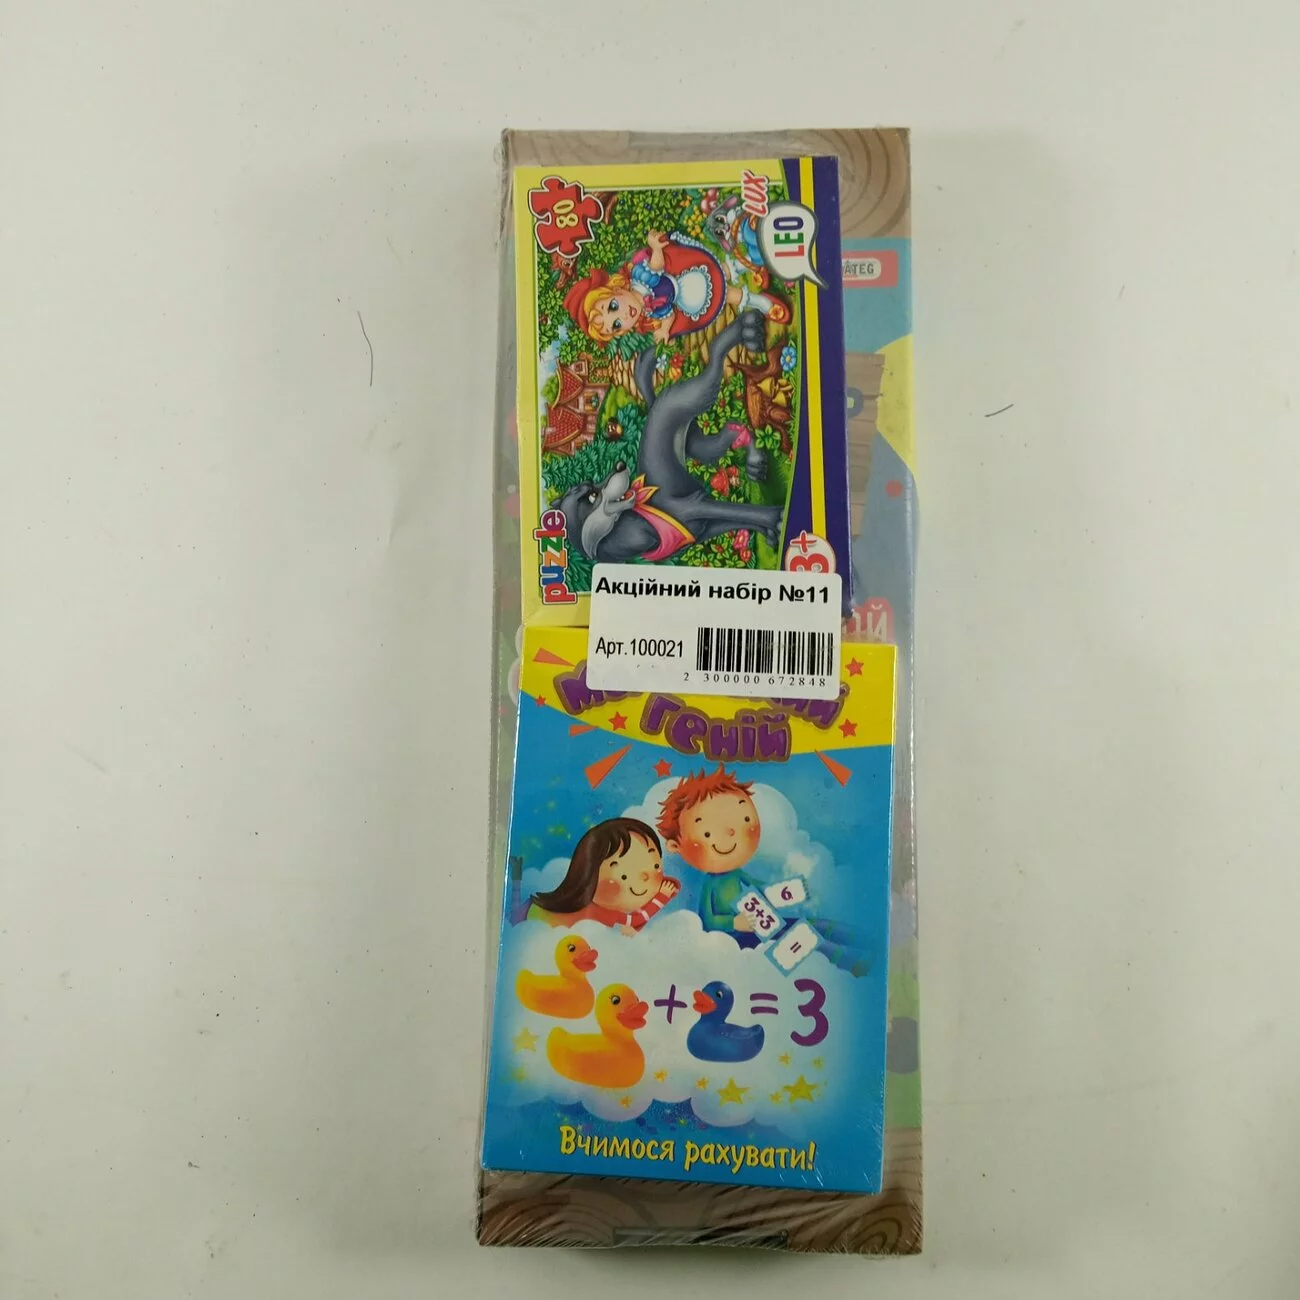 80
LUX
LEO
puzzle
3+
Акційний набір №11
Арт.100021
2 300000 672848
геній
6
3+3
=
+ = 3
Вчимося рахувати!